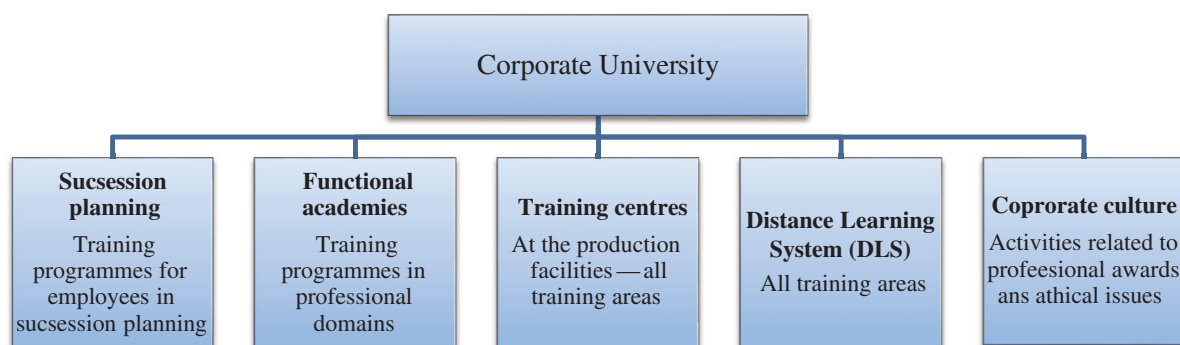 Corporate University
Sucsession
planning
Training
programmes for
employees in
sucsession planning
Functional
academies
Training
programmes in
professional
domains
Training centres
At the production
facilities — all
training areas
Distance Learning
System (DLS)
All training areas
Coprorate culture
Activities related to
profeesional awards
ans athical issues